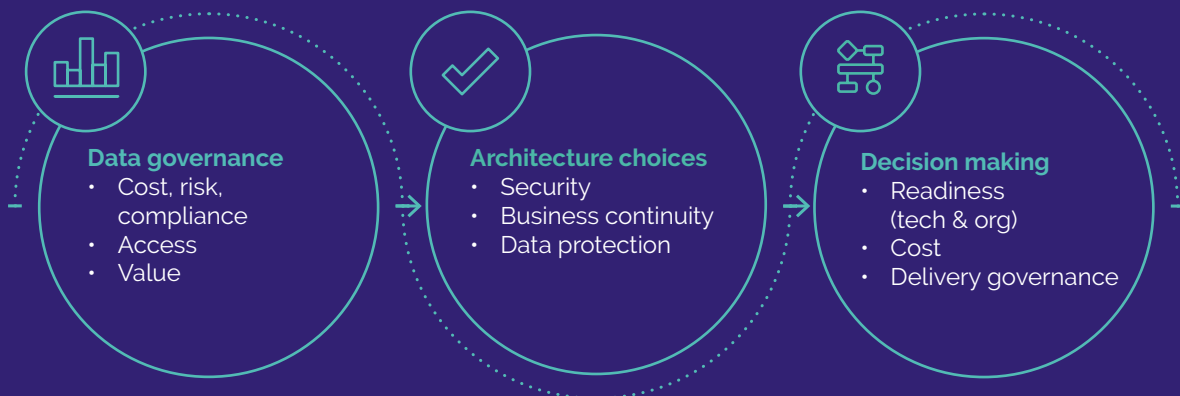 Data governance
• Cost, risk,
compliance
• Access
• Value
Architecture choices
• Security
• Business continuity
• Data protection
Decision making
• Readiness
(tech & org)
• Cost
• Delivery governance